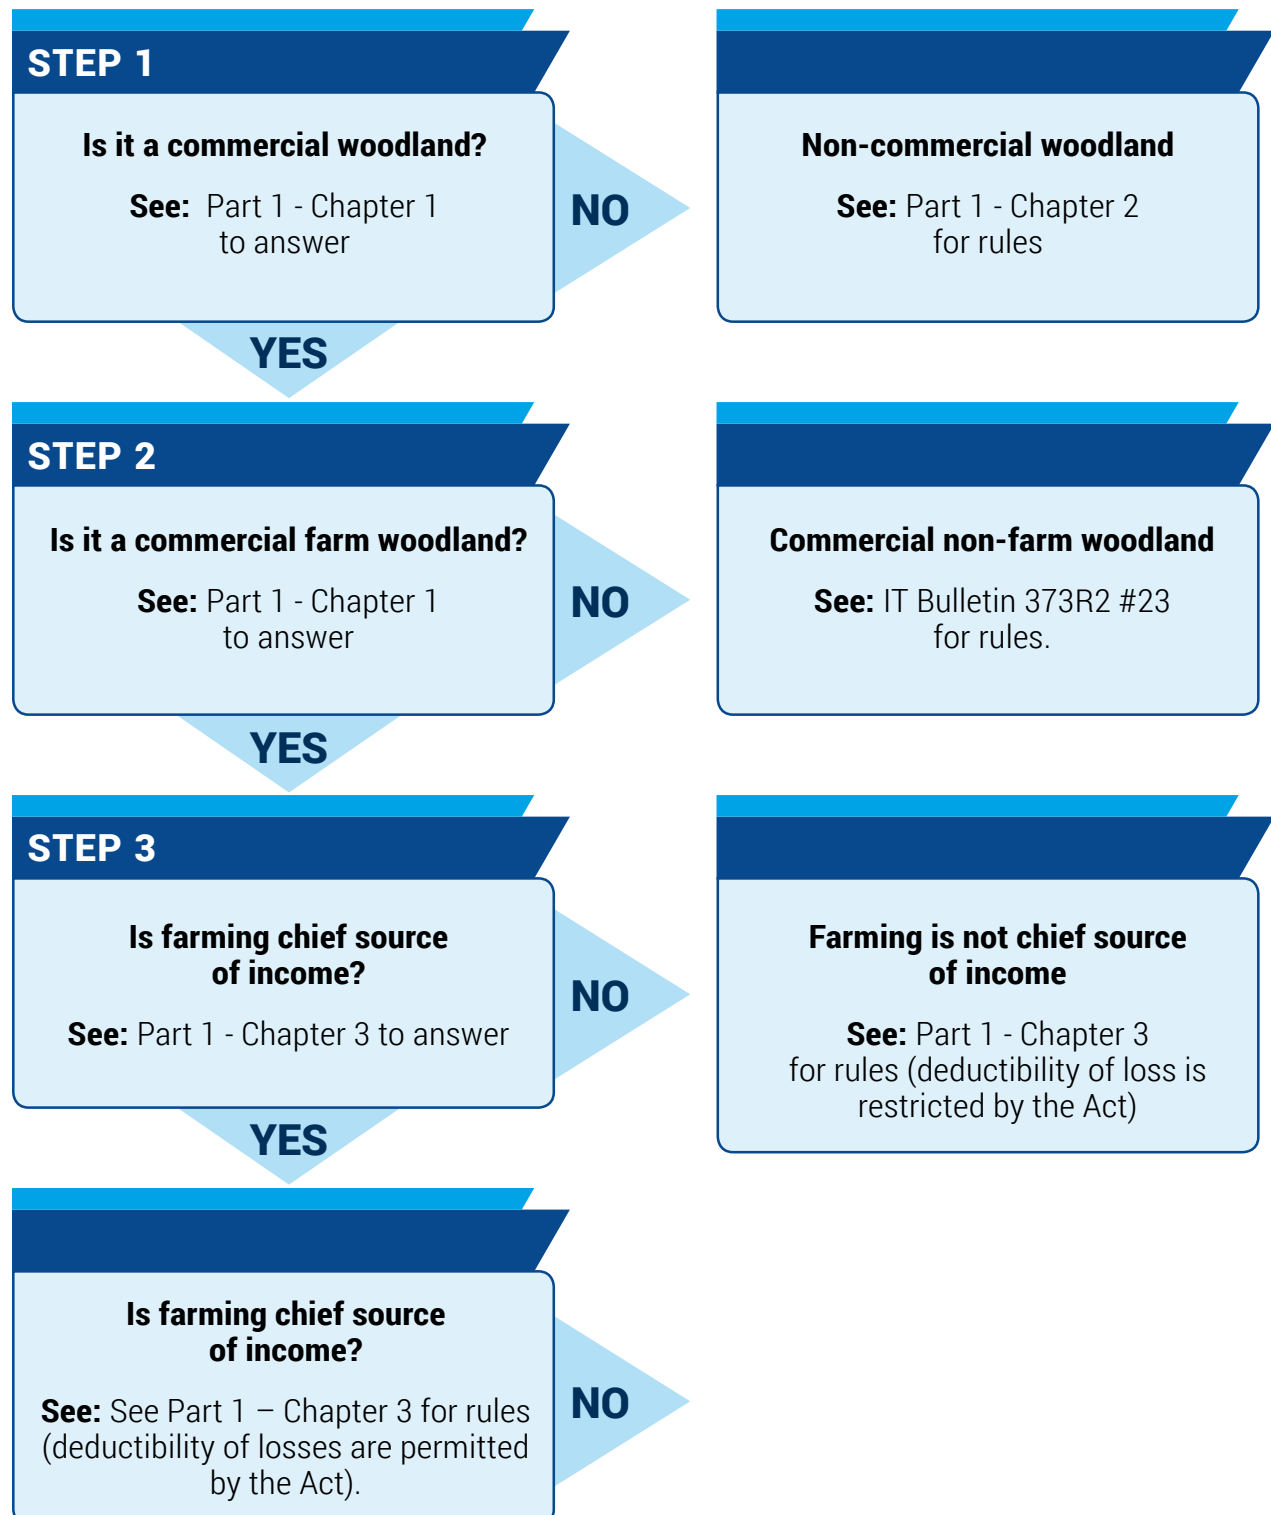 STEP 1
Is it a commercial woodland?
See: Part 1 - Chapter 1
to answer
NO
Non-commercial woodland
See: Part 1 - Chapter 2
for rules
YES
STEP 2
Is it a commercial farm woodland?
See: Part 1 - Chapter 1
to answer
NO
Commercial non-farm woodland
See: IT Bulletin 373R2 #23
for rules.
YES
STEP 3
Is farming chief source
of income?
See: Part 1 - Chapter 3 to answer
NO
Farming is not chief source
of income
See: Part 1 - Chapter 3
for rules (deductibility of loss is
restricted by the Act)
YES
Is farming chief source
of income?
See: See Part 1 – Chapter 3 for rules
(deductibility of losses are permitted
by the Act).
NO